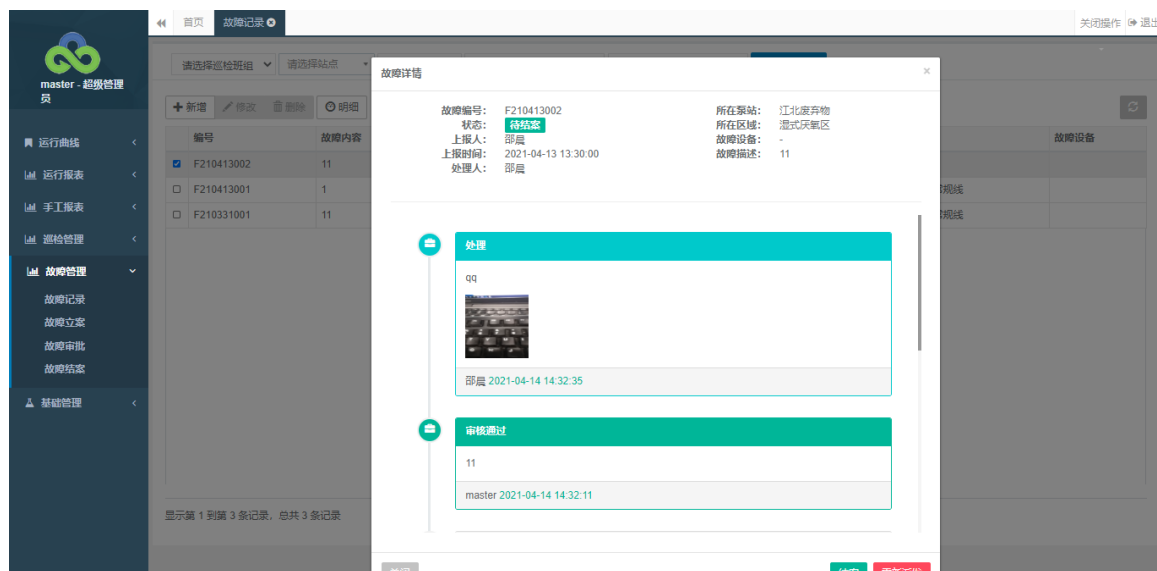 首页
故障记录
关闭操作
退出
master - 超级管理
员
运行曲线
运行报表
手工报表
巡检管理
故障管理
故障记录
故障立案
故障审批
故障结案
基础管理
请选择巡检班组
请选择站点
新增 修改 删除 明细
编号 故障内容 故障设备
F210413002 11
F210413001 1
F210331001 11
显示第 1 到第 3 条记录，总共 3 条记录
故障详情 ×
故障编号： F210413002 所在泵站： 江北废弃物
状态： 待结案 所在区域： 湿式厌氧区
上报人： 邵晨 故障设备： -
上报时间： 2021-04-13 13:30:00 故障描述： 11
处理人： 邵晨
处理
qq
邵晨 2021-04-14 14:32:35
审核通过
11
master 2021-04-14 14:32:11